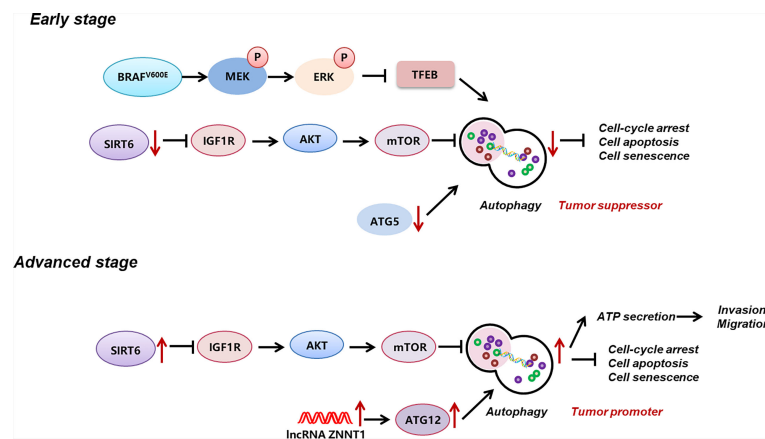 Early stage
P
P
BRAFV600E
MEK
ERK
TFEB
SIRT6
IGF1R
AKT
mTOR
Cell-cycle arrest
Cell apoptosis
Cell senescence
ATG5
Autophagy
Tumor suppressor
Advanced stage
ATP secretion
Invasion
Migration
SIRT6
IGF1R
AKT
mTOR
Cell-cycle arrest
Cell apoptosis
Cell senescence
lncRNA ZNNT1
ATG12
Autophagy
Tumor promoter